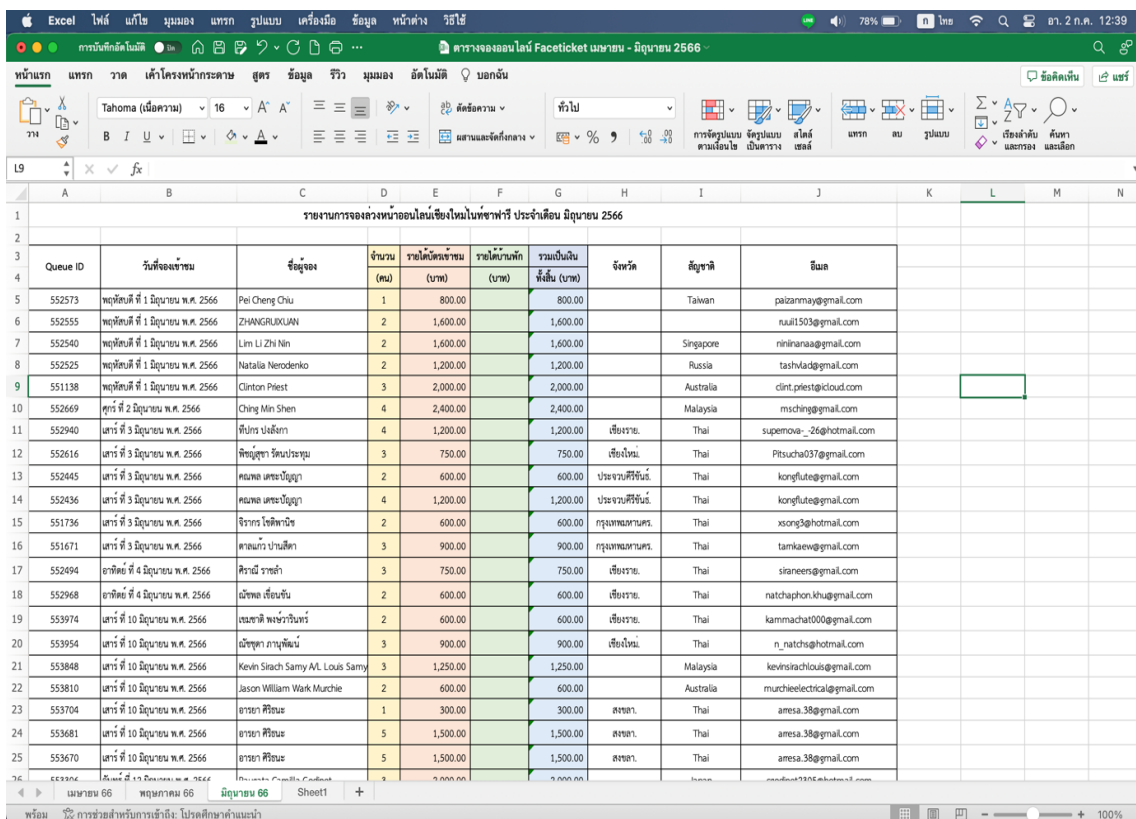 Excel ไฟล์ แก้ไข มุมมอง แทรก รูปแบบ เครื่องมือ ข้อมูล หน้าต่าง วิธีใช้ LINE 78% ก ไทย อา. 2 ก.ค. 12:39
การบันทึกอัตโนมัติ ปิด ตารางจองออนไลน์ Faceticket เมษายน - มิถุนายน 2566
หน้าแรก แทรก วาด เค้าโครงหน้ากระดาษ สูตร ข้อมูล รีวิว มุมมอง อัตโนมัติ บอกฉัน ข้อคิดเห็น แชร์
วาง Tahoma (เนื้อความ) 16 ตัดข้อความ ทั่วไป
B I U ผสานและจัดกึ่งกลาง การจัดรูปแบบ ตามเงื่อนไข จัดรูปแบบ เป็นตาราง สไตล์ เซลล์ แทรก ลบ รูปแบบ เรียงลำดับ และกรอง ค้นหา และเลือก
L9 fx
A B C D E F G H I J K L M N
1 รายงานการจองล่วงหน้าออนไลน์เชียงใหม่ไนท์ซาฟารี ประจำเดือน มิถุนายน 2566
2
3 Queue ID วันที่จองเข้าชม ชื่อผู้จอง จำนวน รายได้บัตรเข้าชม รายได้บ้านพัก รวมเป็นเงิน จังหวัด สัญชาติ อีเมล
4 (คน) (บาท) (บาท) ทั้งสิ้น (บาท)
5 552573 พฤหัสบดี ที่ 1 มิถุนายน พ.ศ. 2566 Pei Cheng Chiu 1 800.00 800.00 Taiwan paizanmay@gmail.com
6 552555 พฤหัสบดี ที่ 1 มิถุนายน พ.ศ. 2566 ZHANGRUIXUAN 2 1,600.00 1,600.00 ruuii1503@gmail.com
7 552540 พฤหัสบดี ที่ 1 มิถุนายน พ.ศ. 2566 Lim Li Zhi Nin 2 1,600.00 1,600.00 Singapore niniinanaa@gmail.com
8 552525 พฤหัสบดี ที่ 1 มิถุนายน พ.ศ. 2566 Natalia Nerodenko 2 1,200.00 1,200.00 Russia tashvlad@gmail.com
9 551138 พฤหัสบดี ที่ 1 มิถุนายน พ.ศ. 2566 Clinton Priest 3 2,000.00 2,000.00 Australia clint.priest@icloud.com
10 552669 ศุกร์ ที่ 2 มิถุนายน พ.ศ. 2566 Ching Min Shen 4 2,400.00 2,400.00 Malaysia msching@gmail.com
11 552940 เสาร์ ที่ 3 มิถุนายน พ.ศ. 2566 ทีปกร ปงลังกา 4 1,200.00 1,200.00 เชียงราย. Thai supernova-_-26@hotmail.com
12 552616 เสาร์ ที่ 3 มิถุนายน พ.ศ. 2566 พิชญ์สุชา รัตนประทุม 3 750.00 750.00 เชียงใหม่. Thai Pitsucha037@gmail.com
13 552445 เสาร์ ที่ 3 มิถุนายน พ.ศ. 2566 คณพล เตชะปัญญา 2 600.00 600.00 ประจวบคีรีขันธ์. Thai kongflute@gmail.com
14 552436 เสาร์ ที่ 3 มิถุนายน พ.ศ. 2566 คณพล เตชะปัญญา 4 1,200.00 1,200.00 ประจวบคีรีขันธ์. Thai kongflute@gmail.com
15 551736 เสาร์ ที่ 3 มิถุนายน พ.ศ. 2566 จิรากร โชติพานิช 2 600.00 600.00 กรุงเทพมหานคร. Thai xsong3@hotmail.com
16 551671 เสาร์ ที่ 3 มิถุนายน พ.ศ. 2566 ตาลแก้ว ปานสีดา 3 900.00 900.00 กรุงเทพมหานคร. Thai tamkaew@gmail.com
17 552494 อาทิตย์ ที่ 4 มิถุนายน พ.ศ. 2566 ศิราณี ราชลำ 3 750.00 750.00 เชียงราย. Thai siraneers@gmail.com
18 552968 อาทิตย์ ที่ 4 มิถุนายน พ.ศ. 2566 ณัชพล เขื่อนขัน 2 600.00 600.00 เชียงราย. Thai natchaphon.khu@gmail.com
19 553974 เสาร์ ที่ 10 มิถุนายน พ.ศ. 2566 เขมชาติ พงษ์วารินทร์ 2 600.00 600.00 เชียงราย. Thai kammachat000@gmail.com
20 553954 เสาร์ ที่ 10 มิถุนายน พ.ศ. 2566 ณัชชุตา ภานุพัฒน์ 3 900.00 900.00 เชียงใหม่. Thai n_natchs@hotmail.com
21 553848 เสาร์ ที่ 10 มิถุนายน พ.ศ. 2566 Kevin Sirach Samy A/L Louis Samy 3 1,250.00 1,250.00 Malaysia kevinsirachlouis@gmail.com
22 553810 เสาร์ ที่ 10 มิถุนายน พ.ศ. 2566 Jason William Wark Murchie 2 600.00 600.00 Australia murchieelectrical@gmail.com
23 553704 เสาร์ ที่ 10 มิถุนายน พ.ศ. 2566 อารยา ศิริธนะ 1 300.00 300.00 สงขลา. Thai arresa.38@gmail.com
24 553681 เสาร์ ที่ 10 มิถุนายน พ.ศ. 2566 อารยา ศิริธนะ 5 1,500.00 1,500.00 สงขลา. Thai arresa.38@gmail.com
25 553670 เสาร์ ที่ 10 มิถุนายน พ.ศ. 2566 อารยา ศิริธนะ 5 1,500.00 1,500.00 สงขลา. Thai arresa.38@gmail.com
เมษายน 66 พฤษภาคม 66 มิถุนายน 66 Sheet1 +
พร้อม การช่วยสำหรับการเข้าถึง: โปรดศึกษาคำแนะนำ 100%